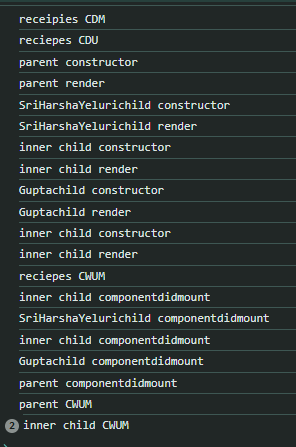 receipies CDM
reciepes CDU
parent constructor
parent render
SriHarshaYelurichild constructor
SriHarshaYelurichild render
inner child constructor
inner child render
Guptachild constructor
Guptachild render
inner child constructor
inner child render
reciepes CWUM
inner child componentdidmount
SriHarshaYelurichild componentdidmount
inner child componentdidmount
Guptachild componentdidmount
parent componentdidmount
parent CWUM
2 inner child CWUM